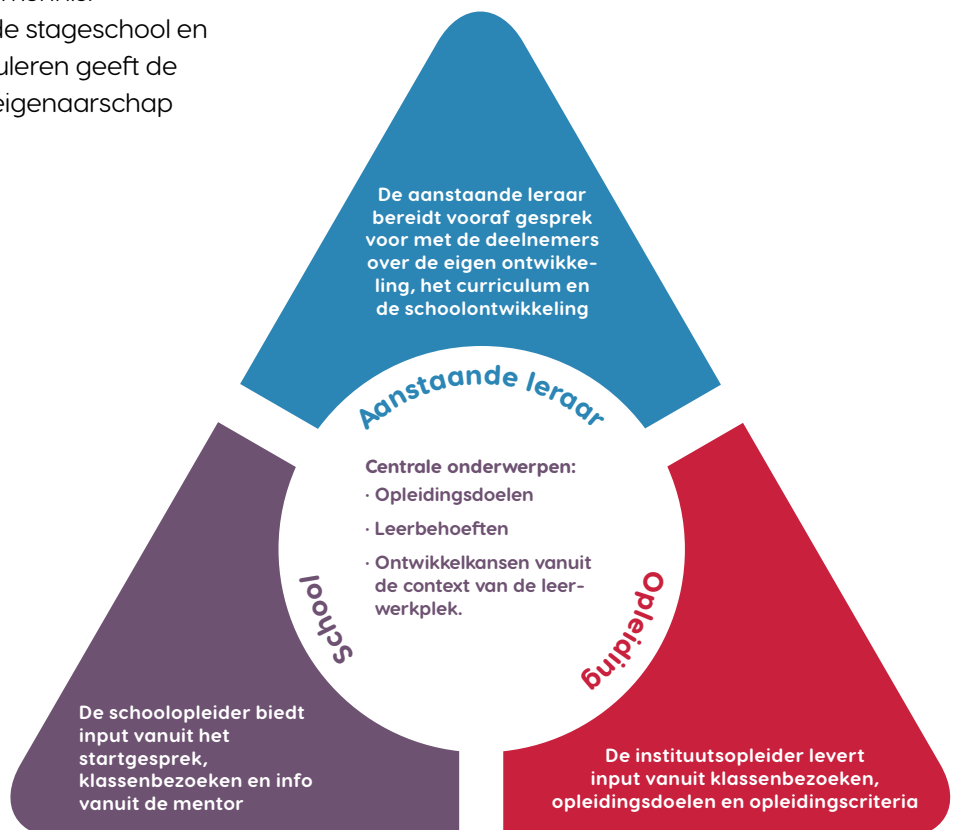 de stageschool en
uleren geeft de
eigenaarschap
De aanstaande leraar
bereidt vooraf gesprek
voor met de deelnemers
over de eigen ontwikke-
ling, het curriculum en
de schoolontwikkeling
Aanstaande leraar
Centrale onderwerpen:
· Opleidingsdoelen
· Leerbehoeften
· Ontwikkelkansen vanuit
de context van de leer-
werkplek.
School
Opleiding
De schoolopleider biedt
input vanuit het
startgesprek,
klassenbezoeken en info
vanuit de mentor
De instituutsopleider levert
input vanuit klassenbezoeken,
opleidingsdoelen en opleidingscriteria